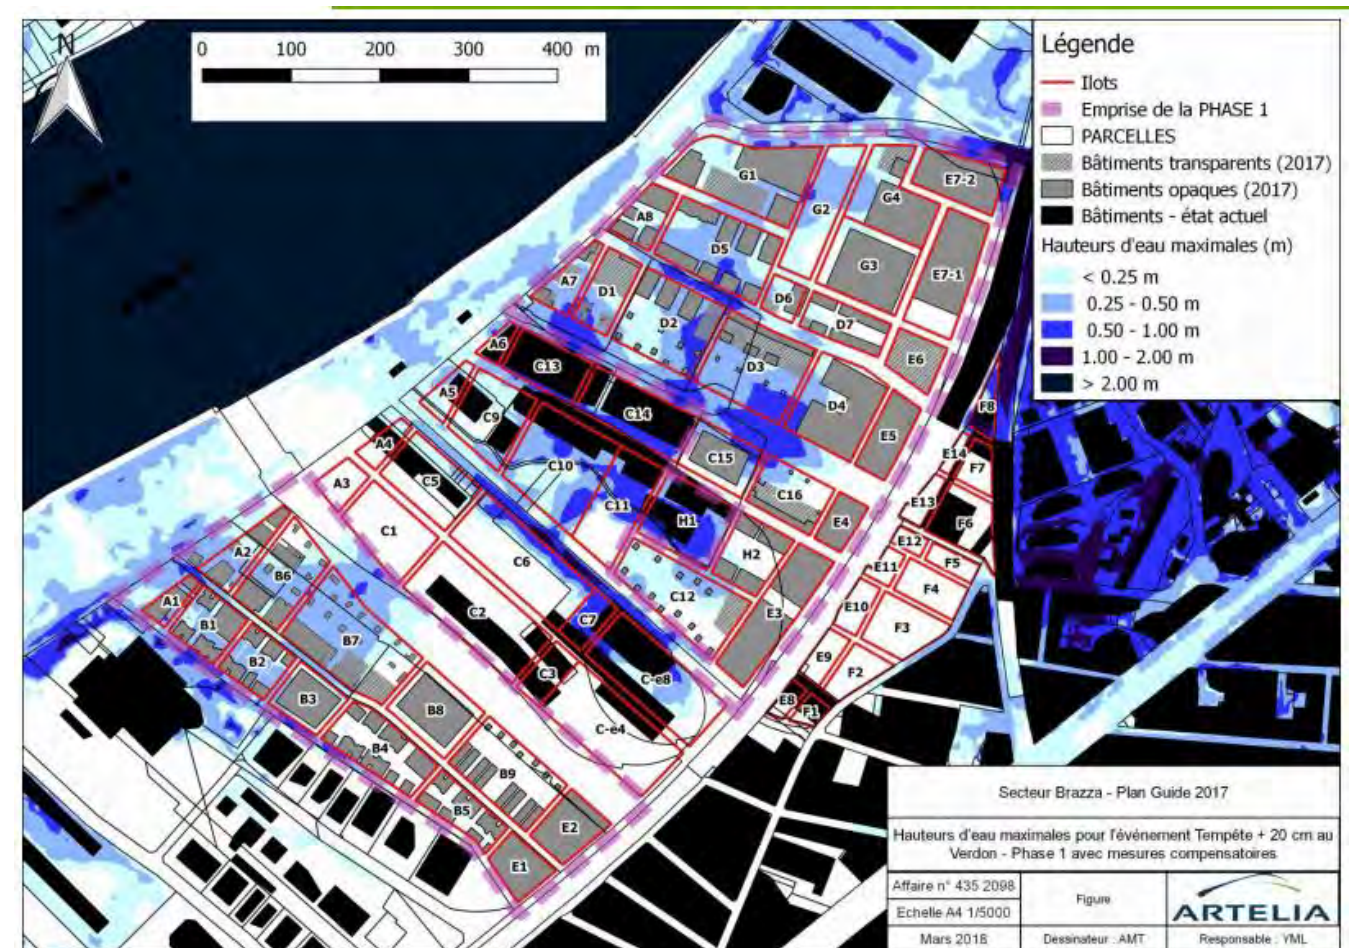 N
0 100 200 300 400 m
Légende
Ilots
Emprise de la PHASE 1
PARCELLES
Bâtiments transparents (2017)
Bâtiments opaques (2017)
Bâtiments - état actuel
Hauteurs d'eau maximales (m)
< 0.25 m
0.25 - 0.50 m
0.50 - 1.00 m
1.00 - 2.00 m
> 2.00 m
G1
E7-2
G4
G2
A8
D5
G3
E7-1
A7
D1
D6
D2
D7
A6
C13
D3
E6
A5
C14
D4
F8
C9
E5
A4
C15
E14
F7
C10
C5
C16
A3
C11
E13
H1
E4
F6
C1
E12
H2
F5
A2
C6
E11
B6
F4
C12
A1
E10
C2
E3
B1
C7
F3
B7
B2
E9
C3
C-e8
F2
B3
B8
E8
F1
C-e4
B4
B9
B5
E2
E1
Secteur Brazza - Plan Guide 2017
Hauteurs d'eau maximales pour l'événement Tempête + 20 cm au
Verdon - Phase 1 avec mesures compensatoires
Affaire n° 435 2098
Figure
ARTELIA
Echelle A4 1/5000
Mars 2018
Dessinateur : AMT
Responsable : YML